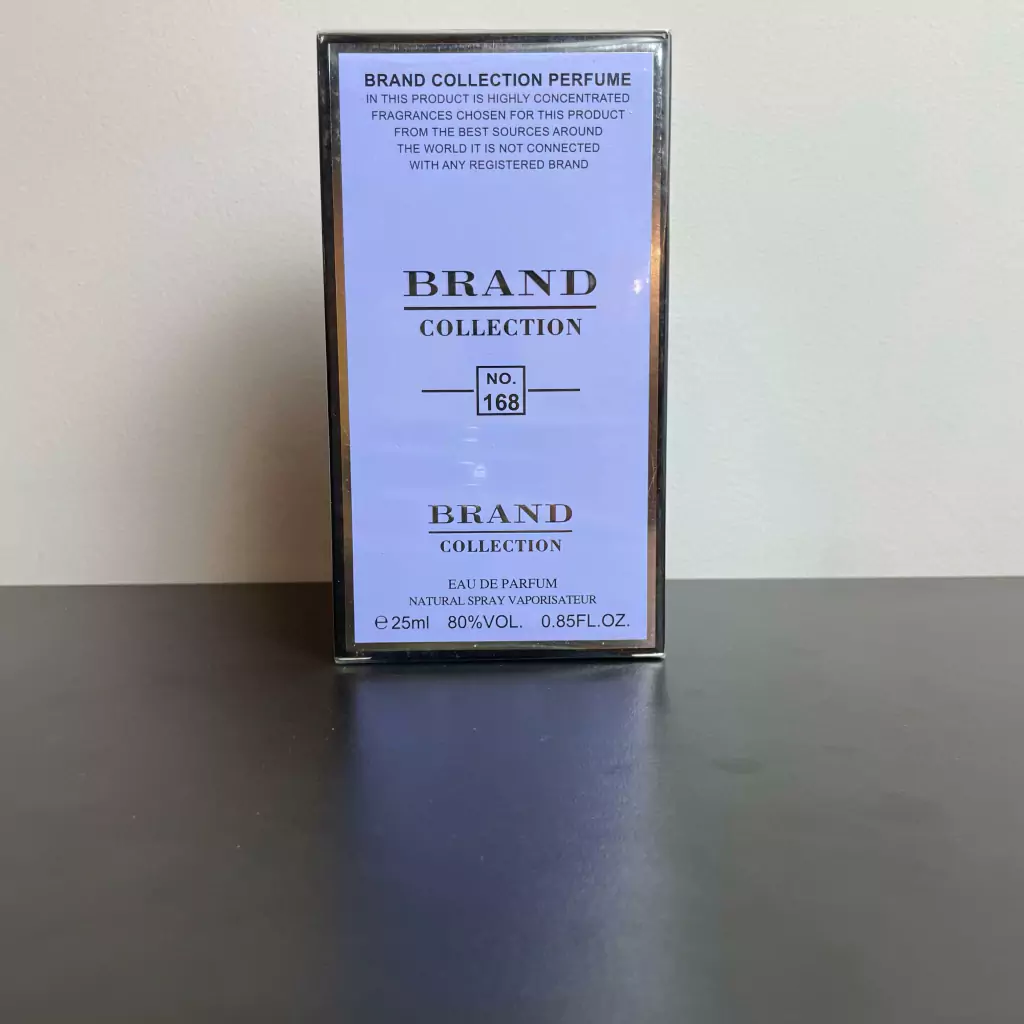 BRAND COLLECTION PERFUME
IN THIS PRODUCT IS HIGHLY CONCENTRATED
FRAGRANCES CHOSEN FOR THIS PRODUCT
FROM THE BEST SOURCES AROUND
THE WORLD IT IS NOT CONNECTED
WITH ANY REGISTERED BRAND
BRAND
COLLECTION
NO.
168
BRAND
COLLECTION
EAU DE PARFUM
NATURAL SPRAY VAPORISATEUR
℮25ml 80%VOL. 0.85FL.OZ.